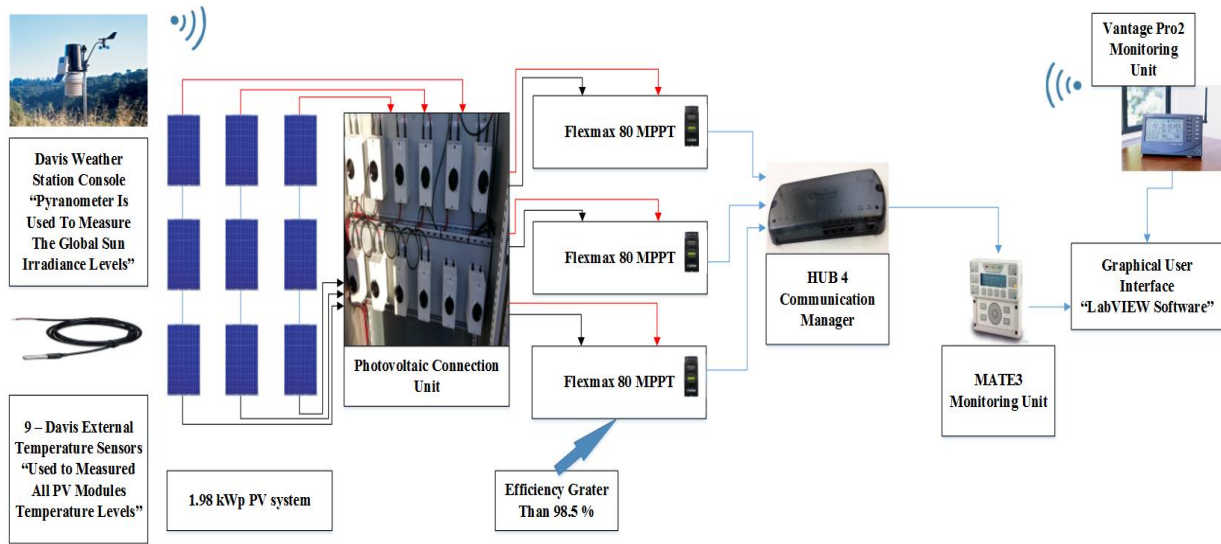 Davis Weather
Station Console
“Pyranometer Is
Used To Measure
The Global Sun
Irradiance Levels”
9 – Davis External
Temperature Sensors
“Used to Measured
All PV Modules
Temperature Levels”
1.98 kWp PV system
Photovoltaic Connection
Unit
Flexmax 80 MPPT
Flexmax 80 MPPT
Flexmax 80 MPPT
Efficiency Grater
Than 98.5 %
HUB 4
Communication
Manager
MATE3
Monitoring Unit
Vantage Pro2
Monitoring
Unit
Graphical User
Interface
“LabVIEW Software”